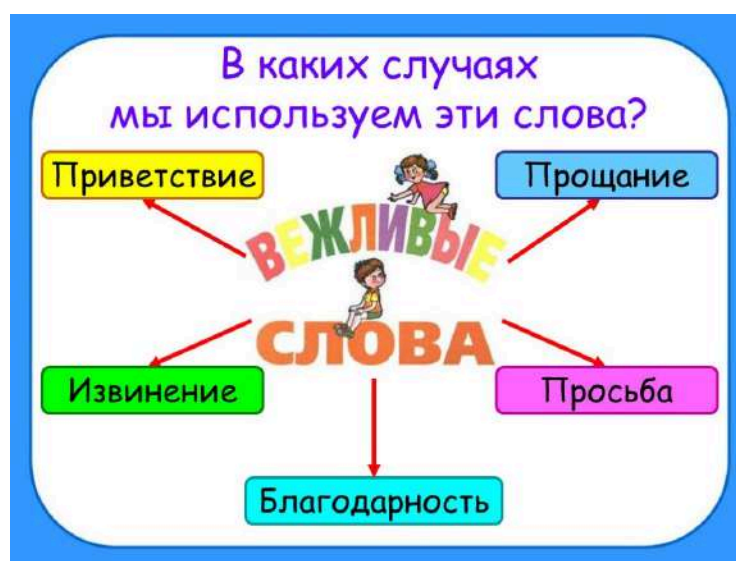 В каких случаях
мы используем эти слова?
Приветствие
Прощание
ВЕЖЛИВЫЕ
СЛОВА
Извинение
Просьба
Благодарность